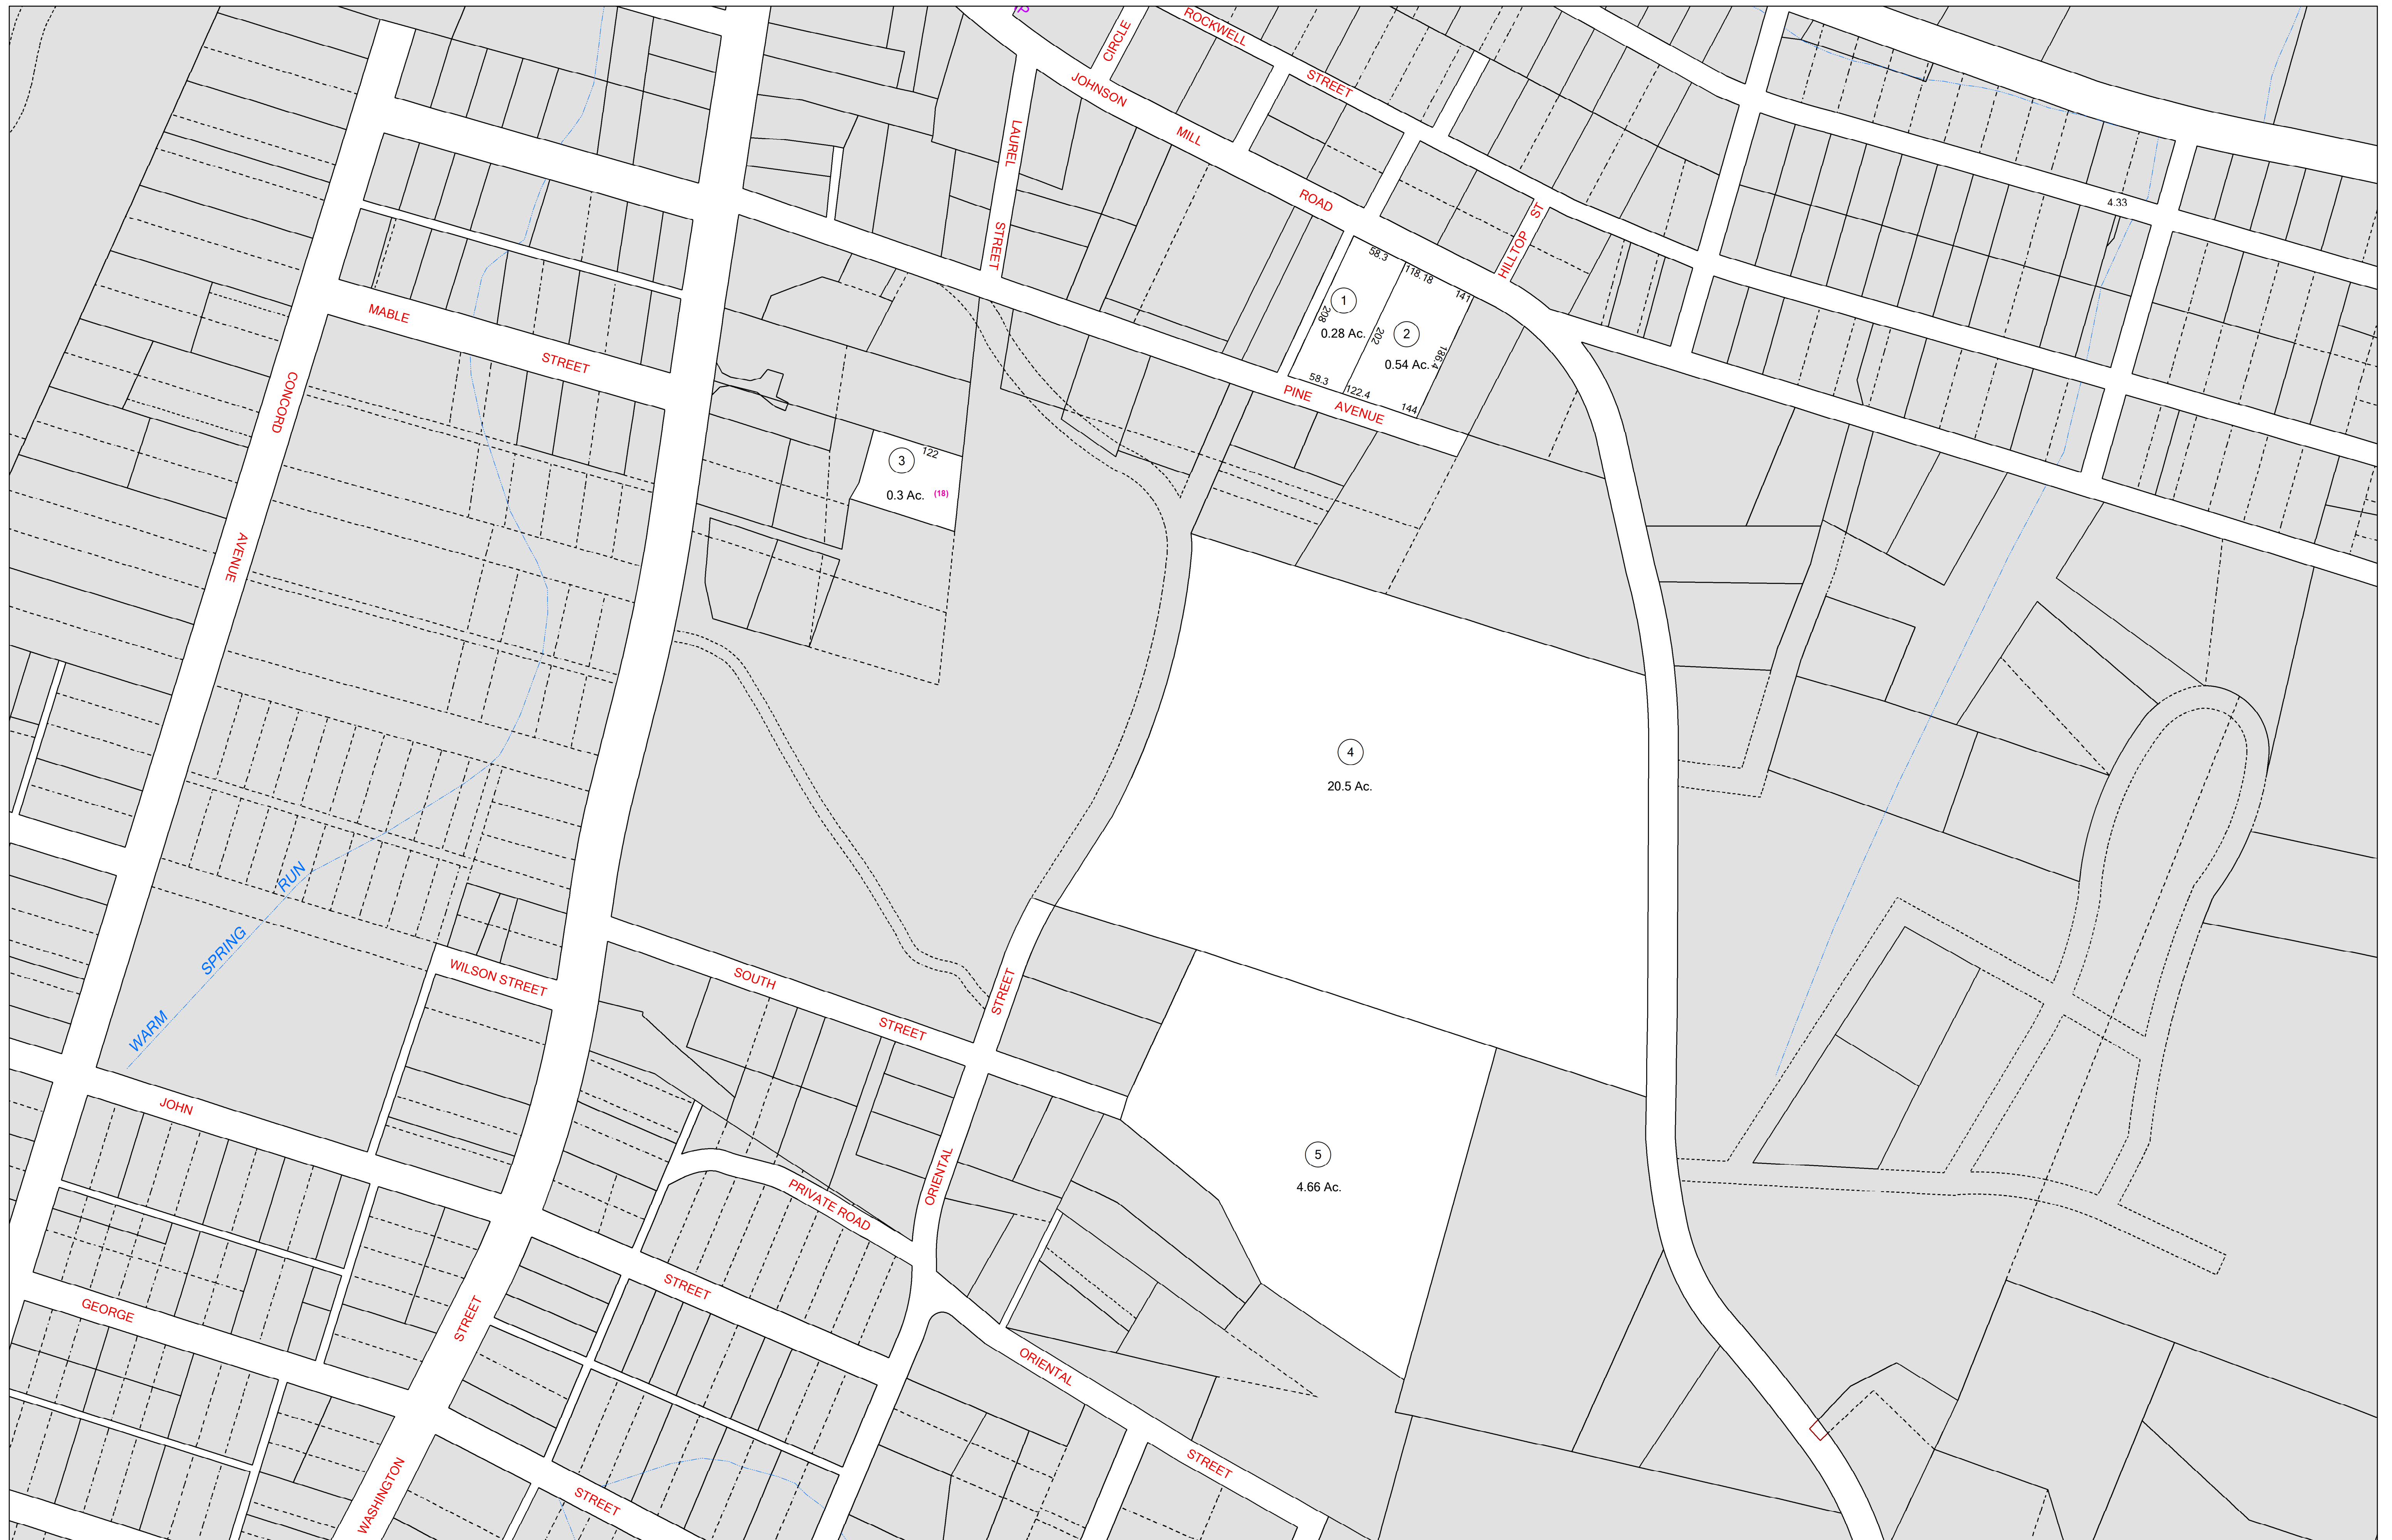 CIRCLE
ROCKWELL
STREET
JOHNSON
MILL
ROAD
LAUREL
STREET
HILLTOP ST
4.33
MABLE
STREET
CONCORD
AVENUE
58.3
118.18
141
1
208
0.28 Ac.
2
202
0.54 Ac.
186.4
58.3
122.4
144
PINE AVENUE
3
122
0.3 Ac.
(18)
4
20.5 Ac.
WARM SPRING RUN
WILSON STREET
SOUTH
STREET
STREET
ORIENTAL
5
4.66 Ac.
JOHN
PRIVATE ROAD
STREET
GEORGE
STREET
WASHINGTON
ORIENTAL
STREET
STREET